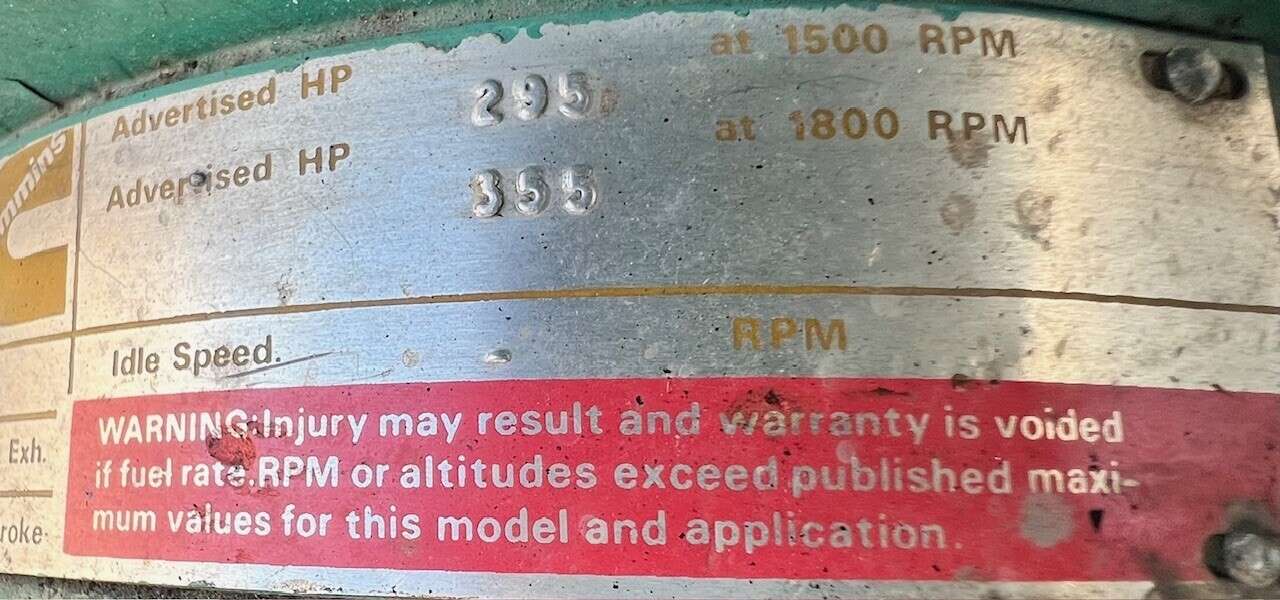 Advertised HP 295 at 1500 RPM
Advertised HP 355 at 1800 RPM
Idle Speed. RPM
WARNING: Injury may result and warranty is voided
if fuel rate. RPM or altitudes exceed published maxi-
mum values for this model and application.
mmins
Exh.
roke